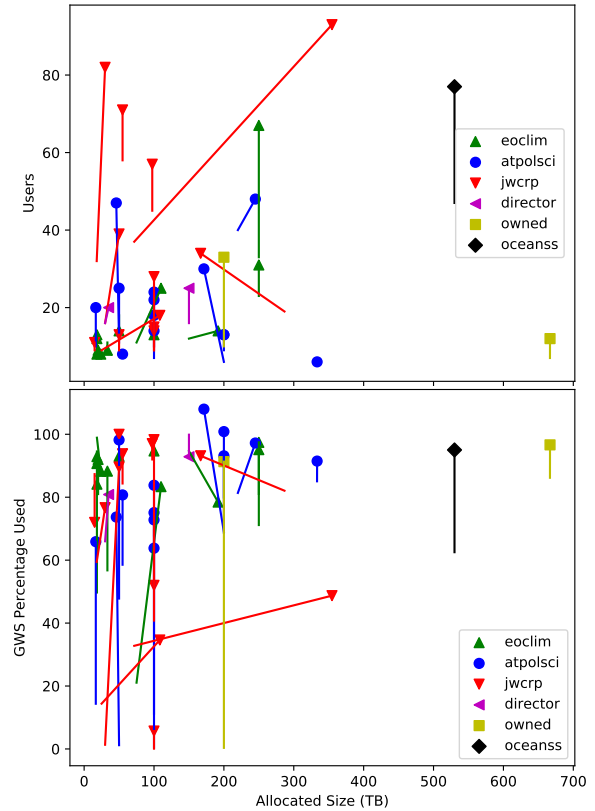 80
60
40
20
Users
eoclim
atpolsci
jwcrp
director
owned
oceanss
100
80
60
40
20
0
GWS Percentage Used
eoclim
atpolsci
jwcrp
director
owned
oceanss
0 100 200 300 400 500 600 700
Allocated Size (TB)